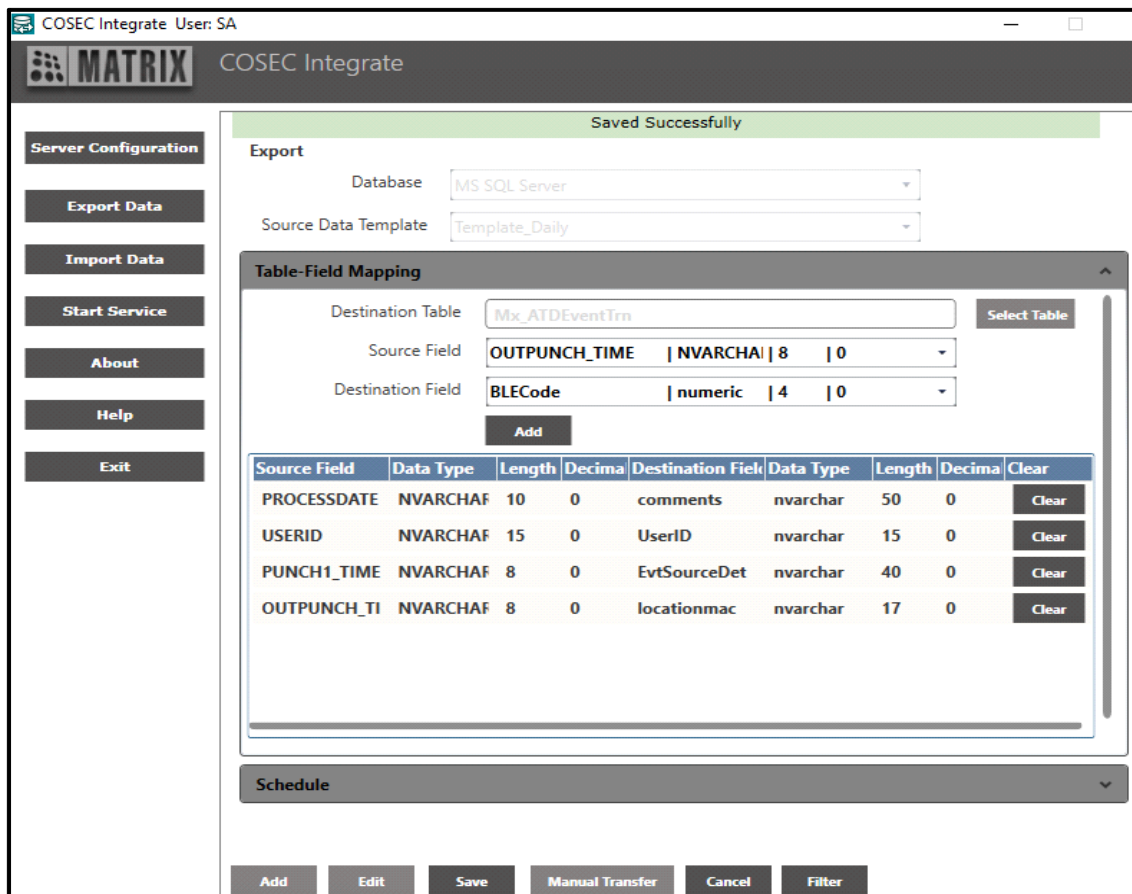 COSEC Integrate User: SA
MATRIX COSEC Integrate
Saved Successfully
Server Configuration
Export Data
Import Data
Start Service
About
Help
Exit
Export
Database MS SQL Server
Source Data Template Template_Daily
Table-Field Mapping
Destination Table Mx_ATDEventTrn Select Table
Source Field OUTPUNCH_TIME | NVARCHAI | 8 | 0
Destination Field BLECode | numeric | 4 | 0
Add
Source Field Data Type Length Decima Destination Field Data Type Length Decima Clear
PROCESSDATE NVARCHAR 10 0 comments nvarchar 50 0 Clear
USERID NVARCHAR 15 0 UserID nvarchar 15 0 Clear
PUNCH1_TIME NVARCHAR 8 0 EvtSourceDet nvarchar 40 0 Clear
OUTPUNCH_TI NVARCHAR 8 0 locationmac nvarchar 17 0 Clear
Schedule
Add Edit Save Manual Transfer Cancel Filter